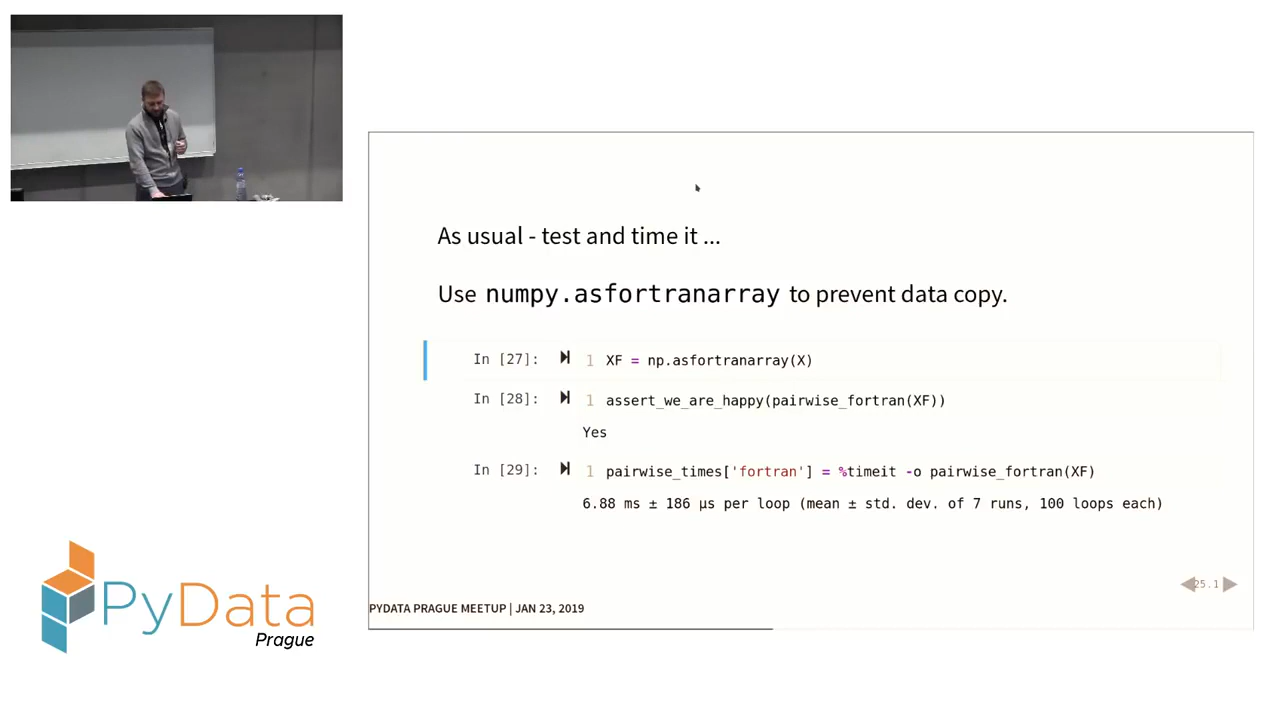 As usual - test and time it ...
Use numpy.asfortranarray to prevent data copy.
In [27]: 1 XF = np.asfortranarray(X)
In [28]: 1 assert_we_are_happy(pairwise_fortran(XF))
Yes
In [29]: 1 pairwise_times['fortran'] = %timeit -o pairwise_fortran(XF)
6.88 ms ± 186 µs per loop (mean ± std. dev. of 7 runs, 100 loops each)
25.1
PYDATA PRAGUE MEETUP | JAN 23, 2019
PyData
Prague